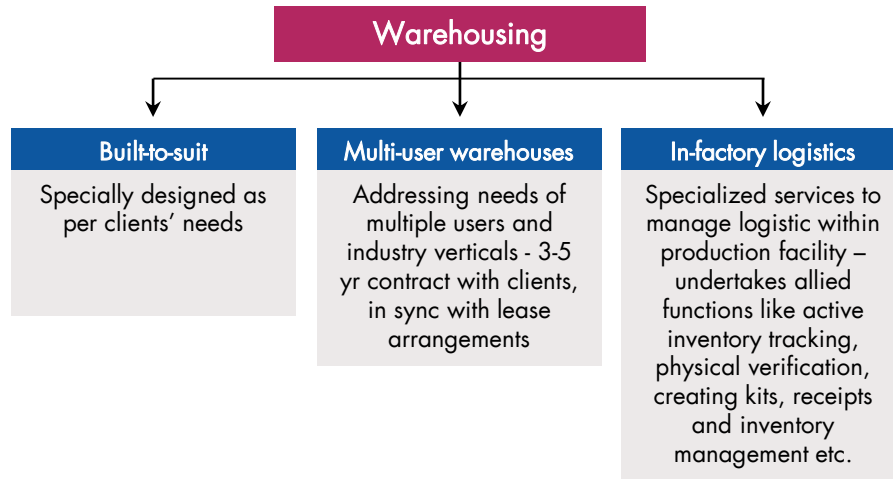 Warehousing
Built-to-suit
Specially designed as
per clients’ needs
Multi-user warehouses
Addressing needs of
multiple users and
industry verticals - 3-5
yr contract with clients,
in sync with lease
arrangements
In-factory logistics
Specialized services to
manage logistic within
production facility –
undertakes allied
functions like active
inventory tracking,
physical verification,
creating kits, receipts
and inventory
management etc.